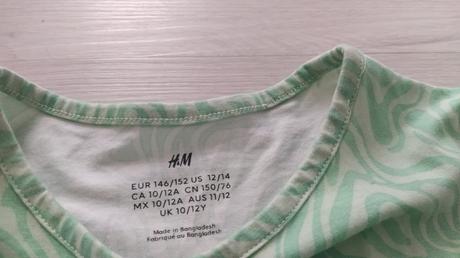 H&M
EUR 146/152 US 12/14
CA 10/12A CN 150/76
MX 10/12A AUS 11/12
UK 10/12Y
Made in Bangladesh
Fabriqué au Bangladesh